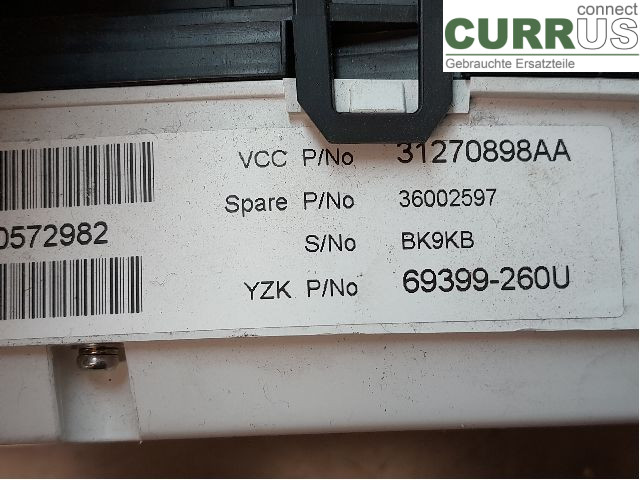 connect
CURRUS
Gebrauchte Ersatzteile
VCC P/No 31270898AA
Spare P/No 36002597
0572982
S/No BK9KB
YZK P/No 69399-260U